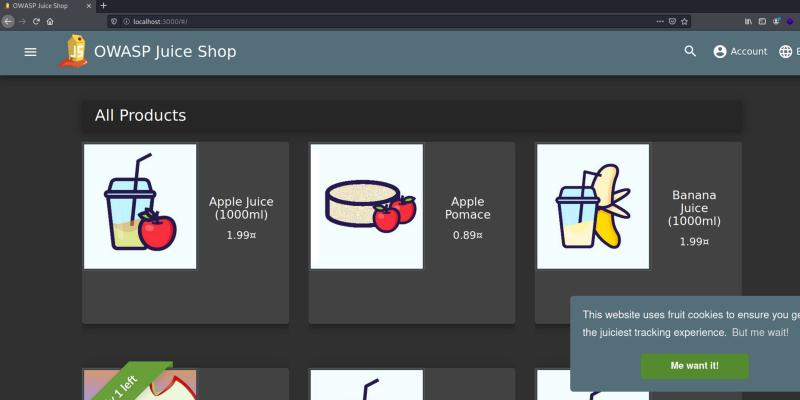 OWASP Juice Shop
localhost:3000/#/
OWASP Juice Shop
Account
All Products
Apple Juice
(1000ml)
1.99¤
Apple
Pomace
0.89¤
Banana
Juice
(1000ml)
1.99¤
This website uses fruit cookies to ensure you ge
the juiciest tracking experience. But me wait!
Me want it!
1 left